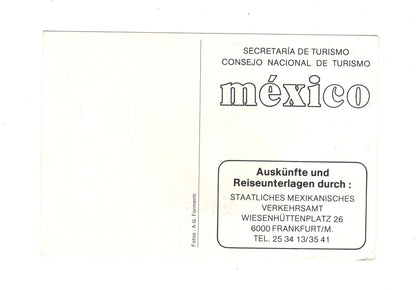 SECRETARÍA DE TURISMO
CONSEJO NACIONAL DE TURISMO
méxico
Auskünfte und
Reiseunterlagen durch :
STAATLICHES MEXIKANISCHES
VERKEHRSAMT
WIESENHÜTTENPLATZ 26
6000 FRANKFURT/M.
TEL. 25 34 13/35 41
Fotos : A.G. Formenti